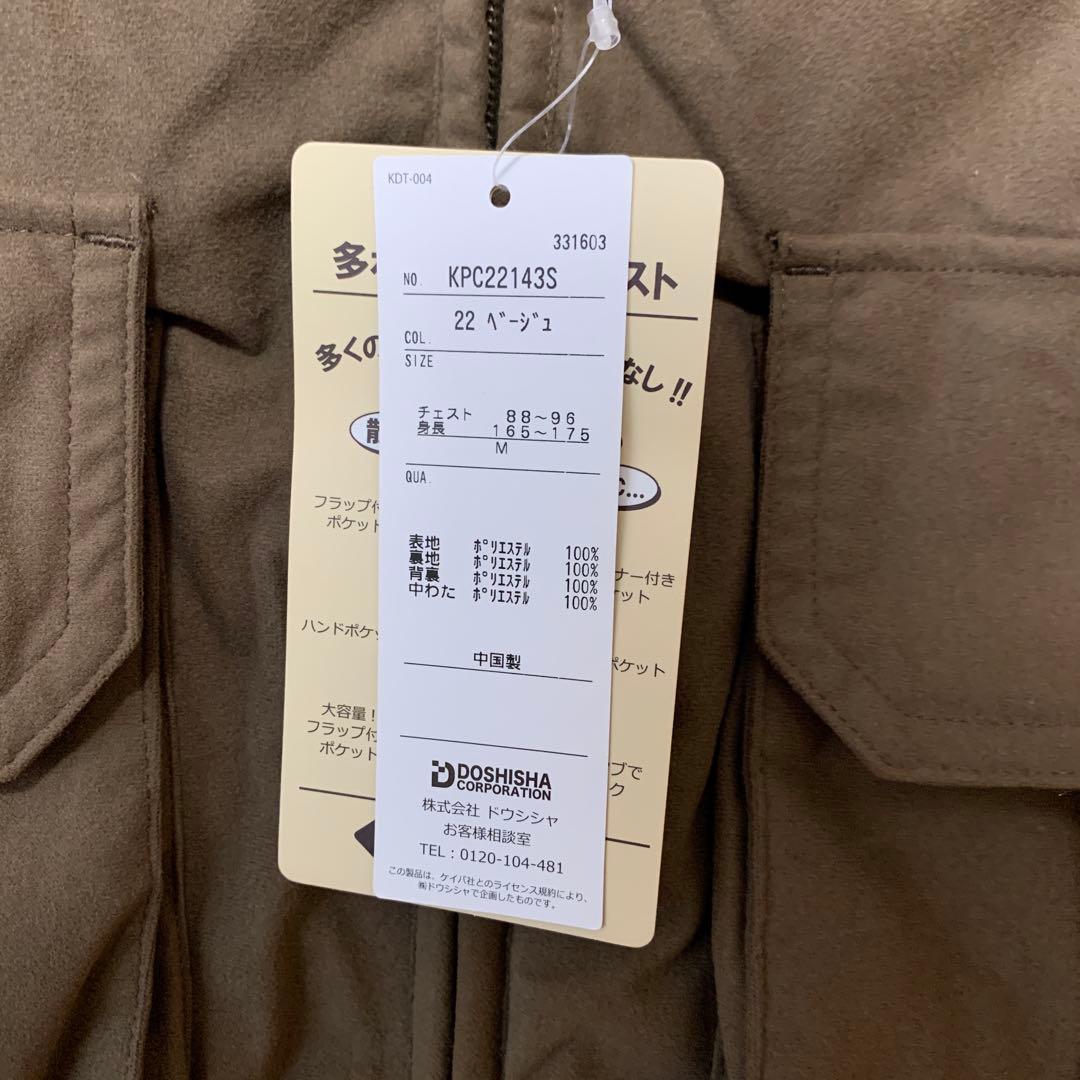 KDT-004
331603
NO. KPC22143S
22 ﾍﾞｰｼﾞｭ
COL.
SIZE
チェスト 88～96
身長 165～175
M
QUA.
表地 ﾎﾟﾘｴｽﾃﾙ 100%
裏地 ﾎﾟﾘｴｽﾃﾙ 100%
背裏 ﾎﾟﾘｴｽﾃﾙ 100%
中わた ﾎﾟﾘｴｽﾃﾙ 100%
中国製
DOSHISHA
CORPORATION
株式会社 ドウシシャ
お客様相談室
TEL：0120-104-481
この製品は、ケイパ社とのライセンス規約により、
㈱ドウシシャで企画したものです。
多
スト
多くの
なし!!
散
C...
フラップ付
ポケット
ナー付き
ケット
ハンドポケッ
ポケット
大容量！
フラップ付
ポケット
ブで
ク